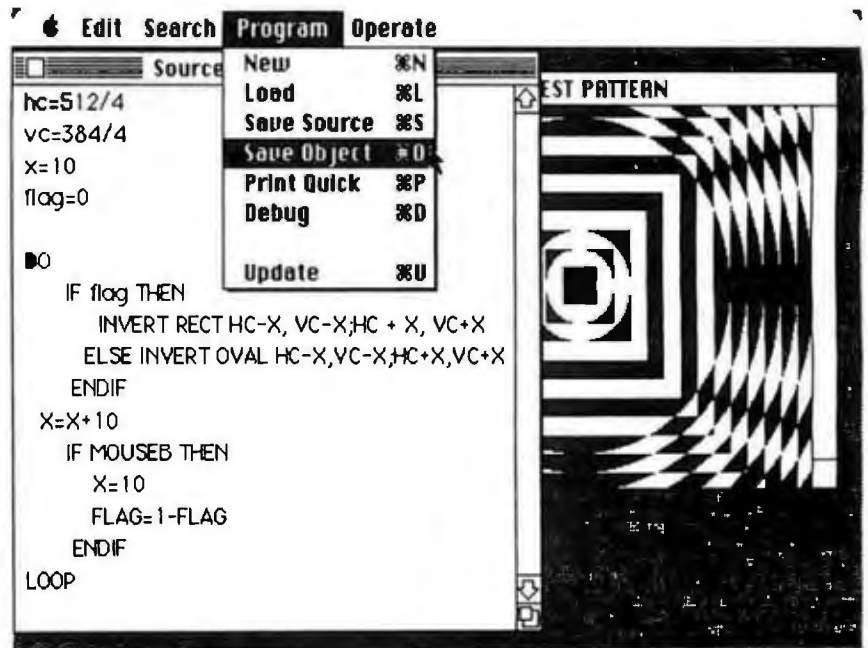 Edit Search Program Operate
Source
New ⌘N
Load ⌘L
Save Source ⌘S
Save Object ⌘O
Print Quick ⌘P
Debug ⌘D
Update ⌘U
EST PATTERN
hc=512/4
vc=384/4
x=10
flag=0
DO
IF flag THEN
INVERT RECT HC-X, VC-X;HC + X, VC+X
ELSE INVERT OVAL HC-X,VC-X;HC+X,VC+X
ENDIF
X=X+10
IF MOUSEB THEN
X=10
FLAG=1-FLAG
ENDIF
LOOP